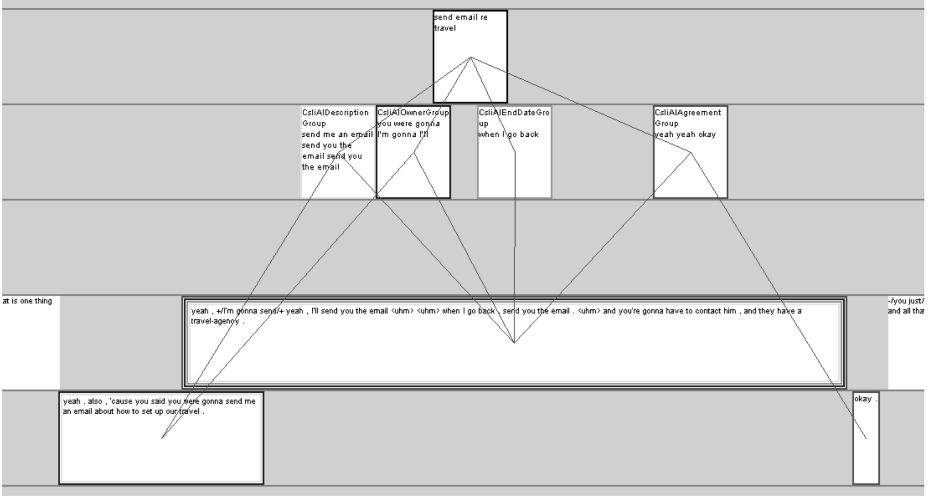 send email re
travel
CsliAIDescription
Group
send me an email
send you the
email send you
the email
CsliAIOwnerGroup
you were gonna
I'm gonna I'll
CsliAIEndDateGro
up
when I go back
CsliAIAgreement
Group
yeah yeah okay
at is one thing
yeah , +/I'm gonna send/+ yeah , I'll send you the email <uhm> <uhm> when I go back , send you the email . <uhm> and you're gonna have to contact him , and they have a
travel-agency .
-/you just/
and all tha
yeah . also , 'cause you said you were gonna send me
an email about how to set up our travel .
okay .